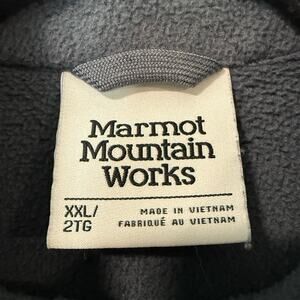 Marmot
Mountain
Works
XXL/
2TG
MADE IN VIETNAM
FABRIQUÉ AU VIETNAM